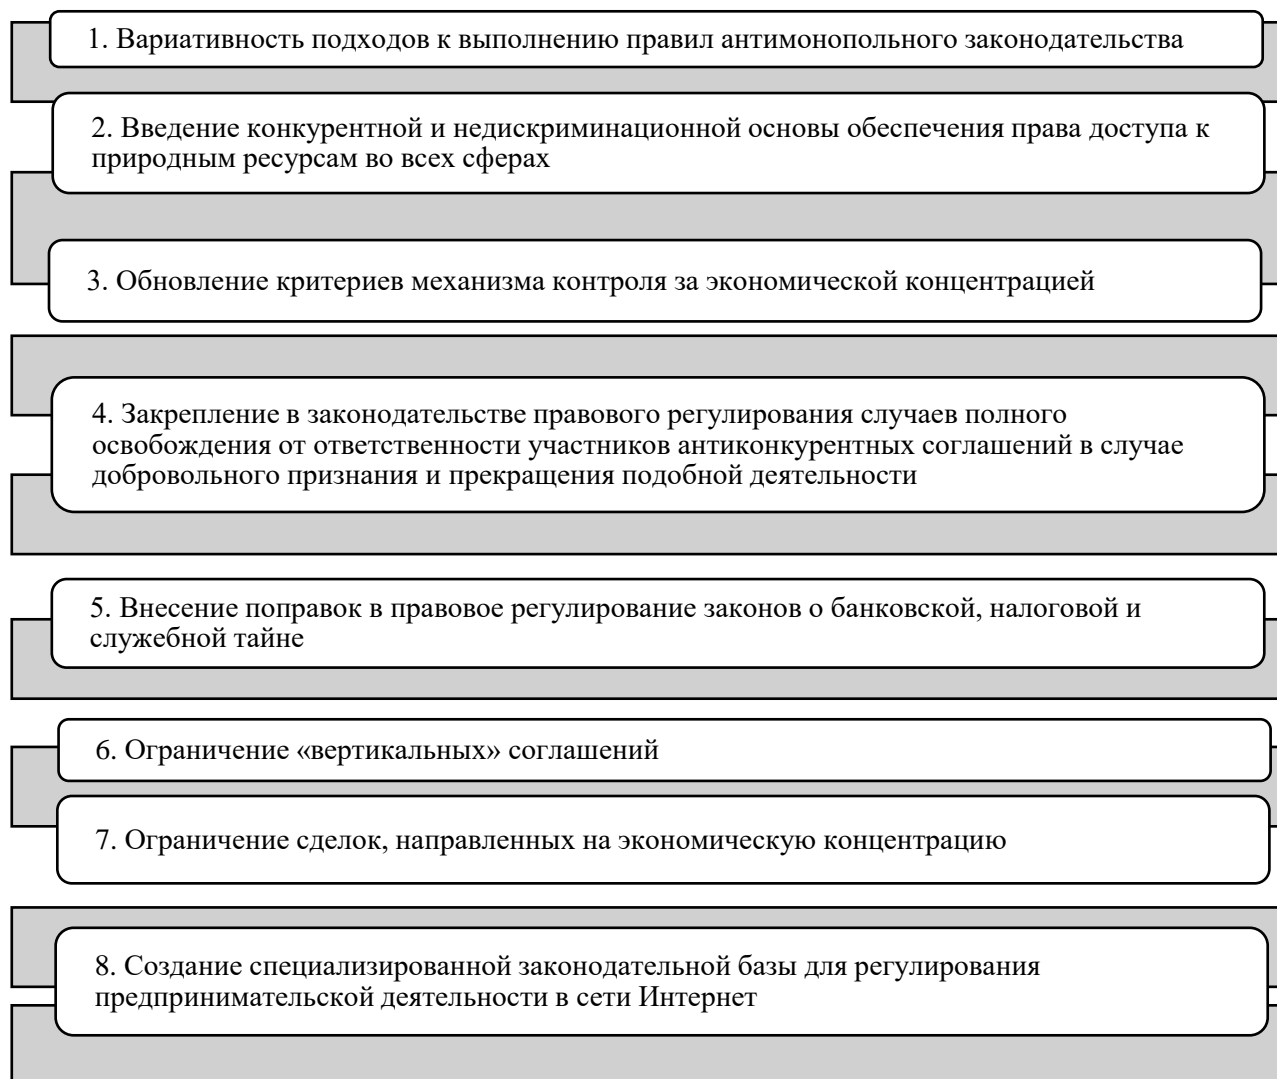 1. Вариативность подходов к выполнению правил антимонопольного законодательства
2. Введение конкурентной и недискриминационной основы обеспечения права доступа к
природным ресурсам во всех сферах
3. Обновление критериев механизма контроля за экономической концентрацией
4. Закрепление в законодательстве правового регулирования случаев полного
освобождения от ответственности участников антиконкурентных соглашений в случае
добровольного признания и прекращения подобной деятельности
5. Внесение поправок в правовое регулирование законов о банковской, налоговой и
служебной тайне
6. Ограничение «вертикальных» соглашений
7. Ограничение сделок, направленных на экономическую концентрацию
8. Создание специализированной законодательной базы для регулирования
предпринимательской деятельности в сети Интернет